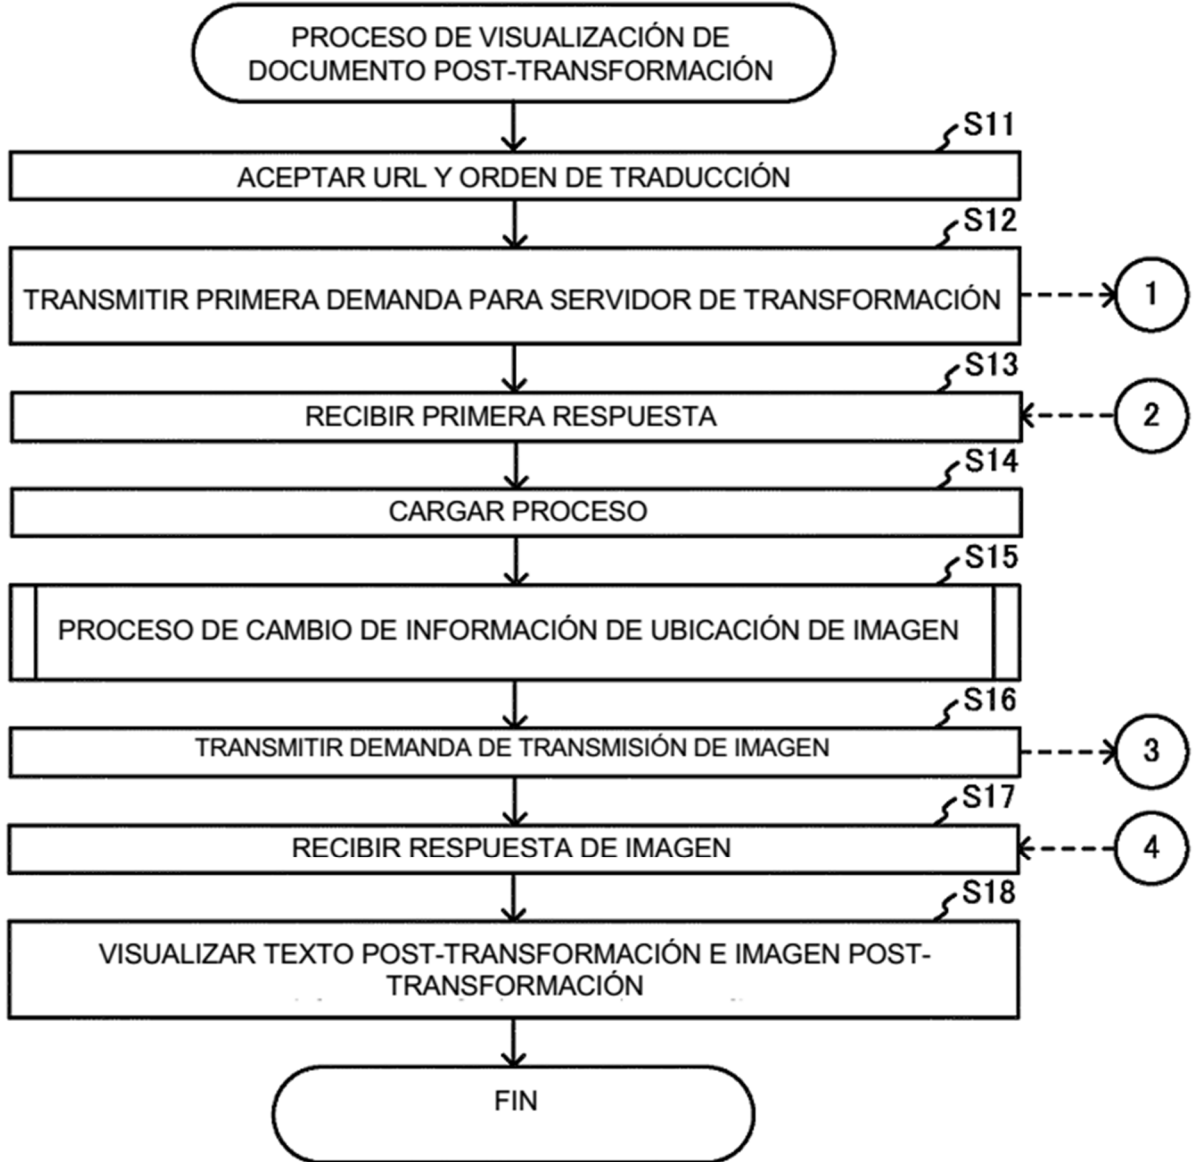 PROCESO DE VISUALIZACIÓN DE
DOCUMENTO POST-TRANSFORMACIÓN
S11
ACEPTAR URL Y ORDEN DE TRADUCCIÓN
S12
TRANSMITIR PRIMERA DEMANDA PARA SERVIDOR DE TRANSFORMACIÓN
1
S13
RECIBIR PRIMERA RESPUESTA
2
S14
CARGAR PROCESO
S15
PROCESO DE CAMBIO DE INFORMACIÓN DE UBICACIÓN DE IMAGEN
S16
TRANSMITIR DEMANDA DE TRANSMISIÓN DE IMAGEN
3
S17
RECIBIR RESPUESTA DE IMAGEN
4
S18
VISUALIZAR TEXTO POST-TRANSFORMACIÓN E IMAGEN POST-
TRANSFORMACIÓN
FIN